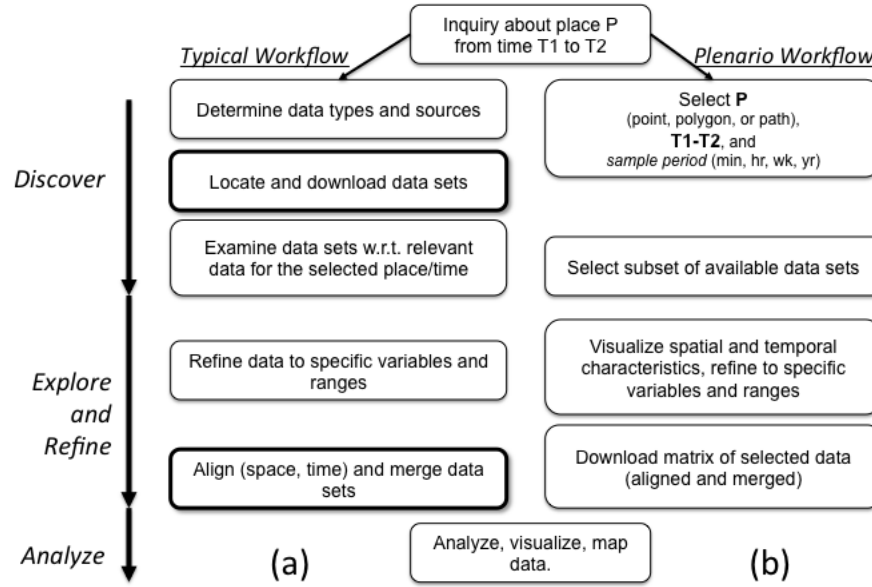 Inquiry about place P
from time T1 to T2
Typical Workflow
Plenario Workflow
Discover
Determine data types and sources
Locate and download data sets
Examine data sets w.r.t. relevant
data for the selected place/time
Select P
(point, polygon, or path),
T1-T2, and
sample period (min, hr, wk, yr)
Select subset of available data sets
Explore
and
Refine
Refine data to specific variables and
ranges
Align (space, time) and merge data
sets
Visualize spatial and temporal
characteristics, refine to specific
variables and ranges
Download matrix of selected data
(aligned and merged)
Analyze
(a)
Analyze, visualize, map
data.
(b)